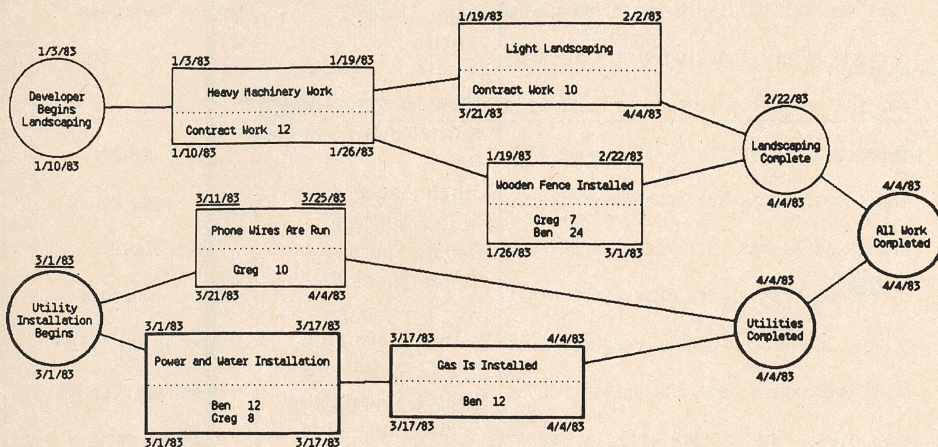 1/3/83
Developer
Begins
Landscaping
1/10/83
1/3/83 1/19/83
Heavy Machinery Work
Contract Work 12
1/10/83 1/26/83
1/19/83 2/2/83
Light Landscaping
Contract Work 10
3/21/83 4/4/83
1/19/83 2/22/83
Wooden Fence Installed
Greg 7
Ben 24
1/26/83 3/1/83
2/22/83
Landscaping
Complete
4/4/83
4/4/83
All Work
Completed
4/4/83
3/1/83
Utility
Installation
Begins
3/1/83
3/11/83 3/25/83
Phone Wires Are Run
Greg 10
3/21/83 4/4/83
3/1/83 3/17/83
Power and Water Installation
Ben 12
Greg 8
3/1/83 3/17/83
3/17/83 4/4/83
Gas Is Installed
Ben 12
3/17/83 4/4/83
4/4/83
Utilities
Completed
4/4/83